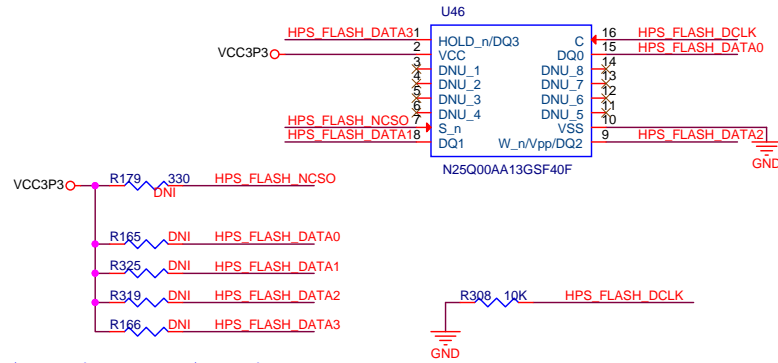 U46
HPS_FLASH_DATA3 1 HOLD_n/DQ3 C 16 HPS_FLASH_DCLK
VCC3P3 2 VCC DQ0 15 HPS_FLASH_DATA0
3 DNU_1 DNU_8 14
4 DNU_2 DNU_7 13
5 DNU_3 DNU_6 12
6 DNU_4 DNU_5 11
HPS_FLASH_NCSO 7 S_n VSS 10
HPS_FLASH_DATA1 8 DQ1 W_n/Vpp/DQ2 9 HPS_FLASH_DATA2
GND
N25Q00AA13GSF40F
VCC3P3 R179 330 HPS_FLASH_NCSO
DNI
R165 DNI HPS_FLASH_DATA0
R325 DNI HPS_FLASH_DATA1
R319 DNI HPS_FLASH_DATA2
R166 DNI HPS_FLASH_DATA3
R308 10K HPS_FLASH_DCLK
GND